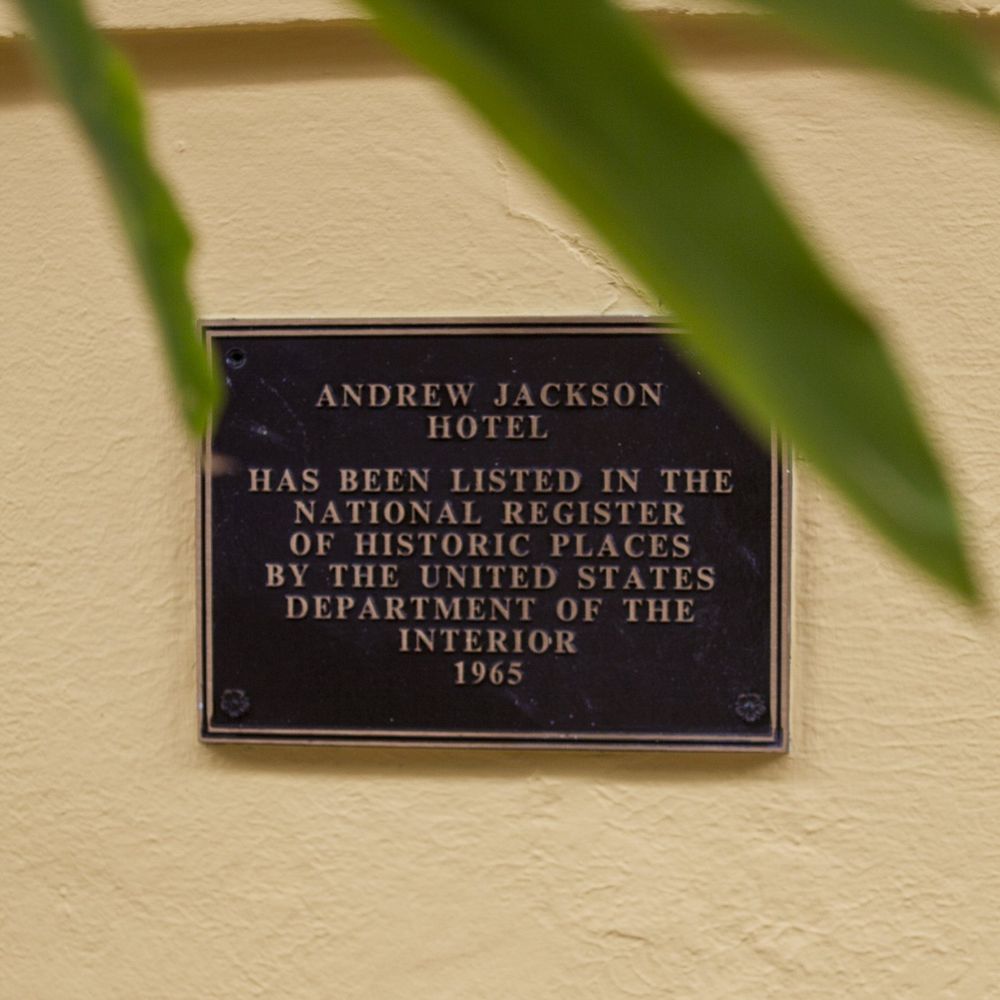 ANDREW JACKSON
HOTEL
HAS BEEN LISTED IN THE
NATIONAL REGISTER
OF HISTORIC PLACES
BY THE UNITED STATES
DEPARTMENT OF THE
INTERIOR
1965